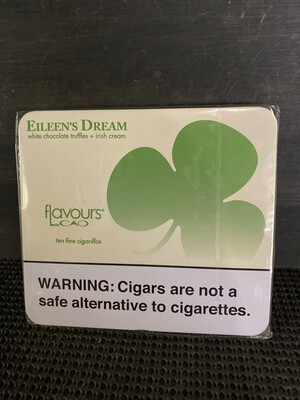 EILEEN'S DREAM
white chocolate truffles + irish cream
flavours
CAO
ten fine cigarillos
WARNING: Cigars are not a
safe alternative to cigarettes.